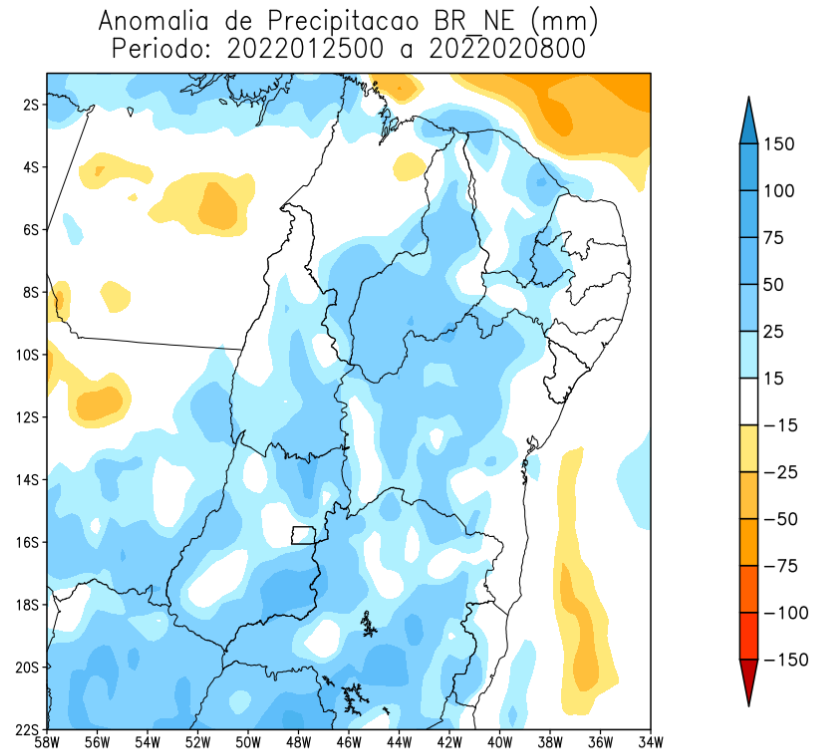 Anomalia de Precipitacao BR_NE (mm)
Periodo: 2022012500 a 2022020800
2S
4S
6S
8S
10S
12S
14S
16S
18S
20S
22S
58W 56W 54W 52W 50W 48W 46W 44W 42W 40W 38W 36W 34W
150
100
75
50
25
15
-15
-25
-50
-75
-100
-150